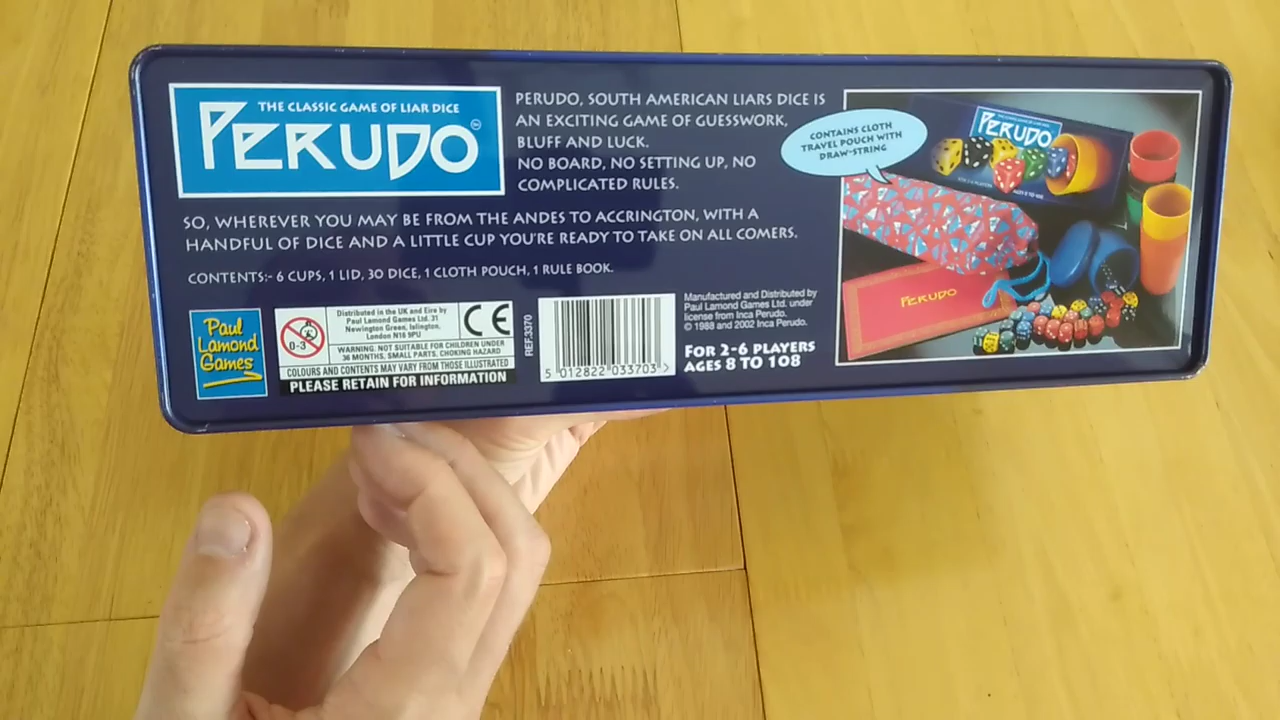 THE CLASSIC GAME OF LIAR DICE
PERUDO
PERUDO, SOUTH AMERICAN LIARS DICE IS
AN EXCITING GAME OF GUESSWORK,
BLUFF AND LUCK.
NO BOARD, NO SETTING UP, NO
COMPLICATED RULES.
SO, WHEREVER YOU MAY BE FROM THE ANDES TO ACCRINGTON, WITH A
HANDFUL OF DICE AND A LITTLE CUP YOU'RE READY TO TAKE ON ALL COMERS.
CONTENTS:- 6 CUPS, 1 LID, 30 DICE, 1 CLOTH POUCH, 1 RULE BOOK.
Paul
Lamond
Games
0-3
Distributed in the UK and Eire by
Paul Lamond Games Ltd. 31
Newington Green, Islington,
London N16 9PU
CE
WARNING: NOT SUITABLE FOR CHILDREN UNDER
36 MONTHS, SMALL PARTS. CHOKING HAZARD
COLOURS AND CONTENTS MAY VARY FROM THOSE ILLUSTRATED
PLEASE RETAIN FOR INFORMATION
REF.3370
5 012822 033703 >
Manufactured and Distributed by
Paul Lamond Games Ltd. under
license from Inca Perudo.
© 1988 and 2002 Inca Perudo.
FOR 2-6 PLAYERS
AGES 8 TO 108
CONTAINS CLOTH
TRAVEL POUCH WITH
DRAW-STRING
PERUDO
PERUDO